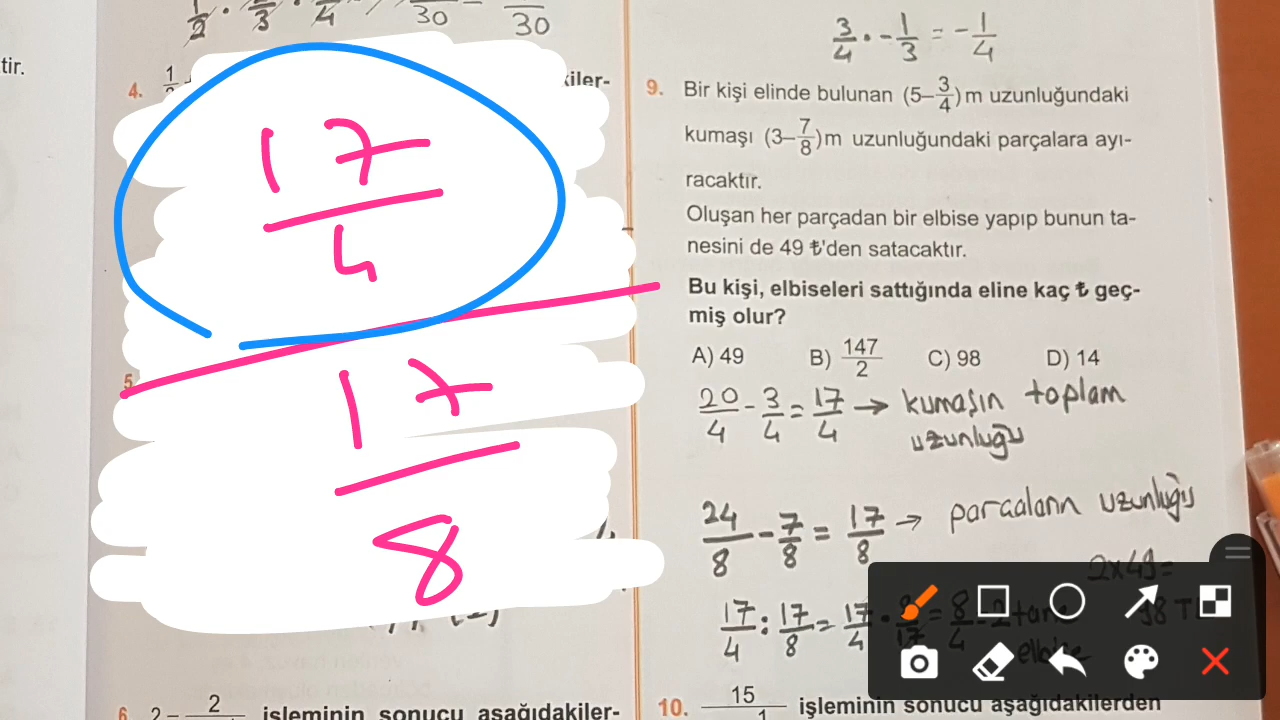 tir.
30
30
4.
kiler-
17
4
5
17
8
6 2- 2 işleminin sonucu aşağıdakiler-
3/4 . - 1/3 = - 1/4
9. Bir kişi elinde bulunan (5–3/4)m uzunluğundaki
kumaşı (3–7/8)m uzunluğundaki parçalara ayı-
racaktır.
Oluşan her parçadan bir elbise yapıp bunun ta-
nesini de 49 ₺'den satacaktır.
Bu kişi, elbiseleri sattığında eline kaç ₺ geç-
miş olur?
A) 49 B) 147/2 C) 98 D) 14
20/4 - 3/4 = 17/4 → kumaşın toplam
uzunluğu
24/8 - 7/8 = 17/8 → parçaların uzunluğu
2x49=
17/4 : 17/8 = 17/4 . 8/17 = 8/4 = 2 tane
98 TL
elbise
10. 15 işleminin sonucu aşağıdakilerden